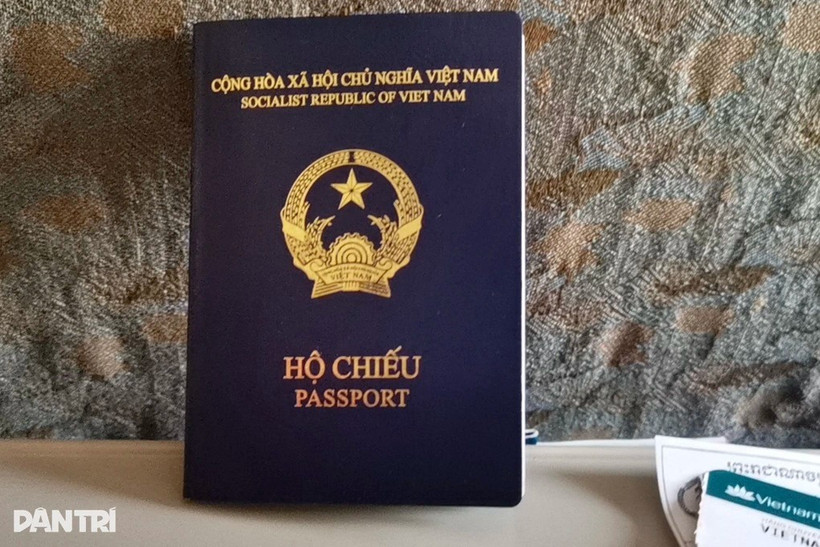 CỘNG HÒA XÃ HỘI CHỦ NGHĨA VIỆT NAM
SOCIALIST REPUBLIC OF VIET NAM
VIỆT NAM
HỘ CHIẾU
PASSPORT
DÂN TRÍ
Vietnam
VIETNA